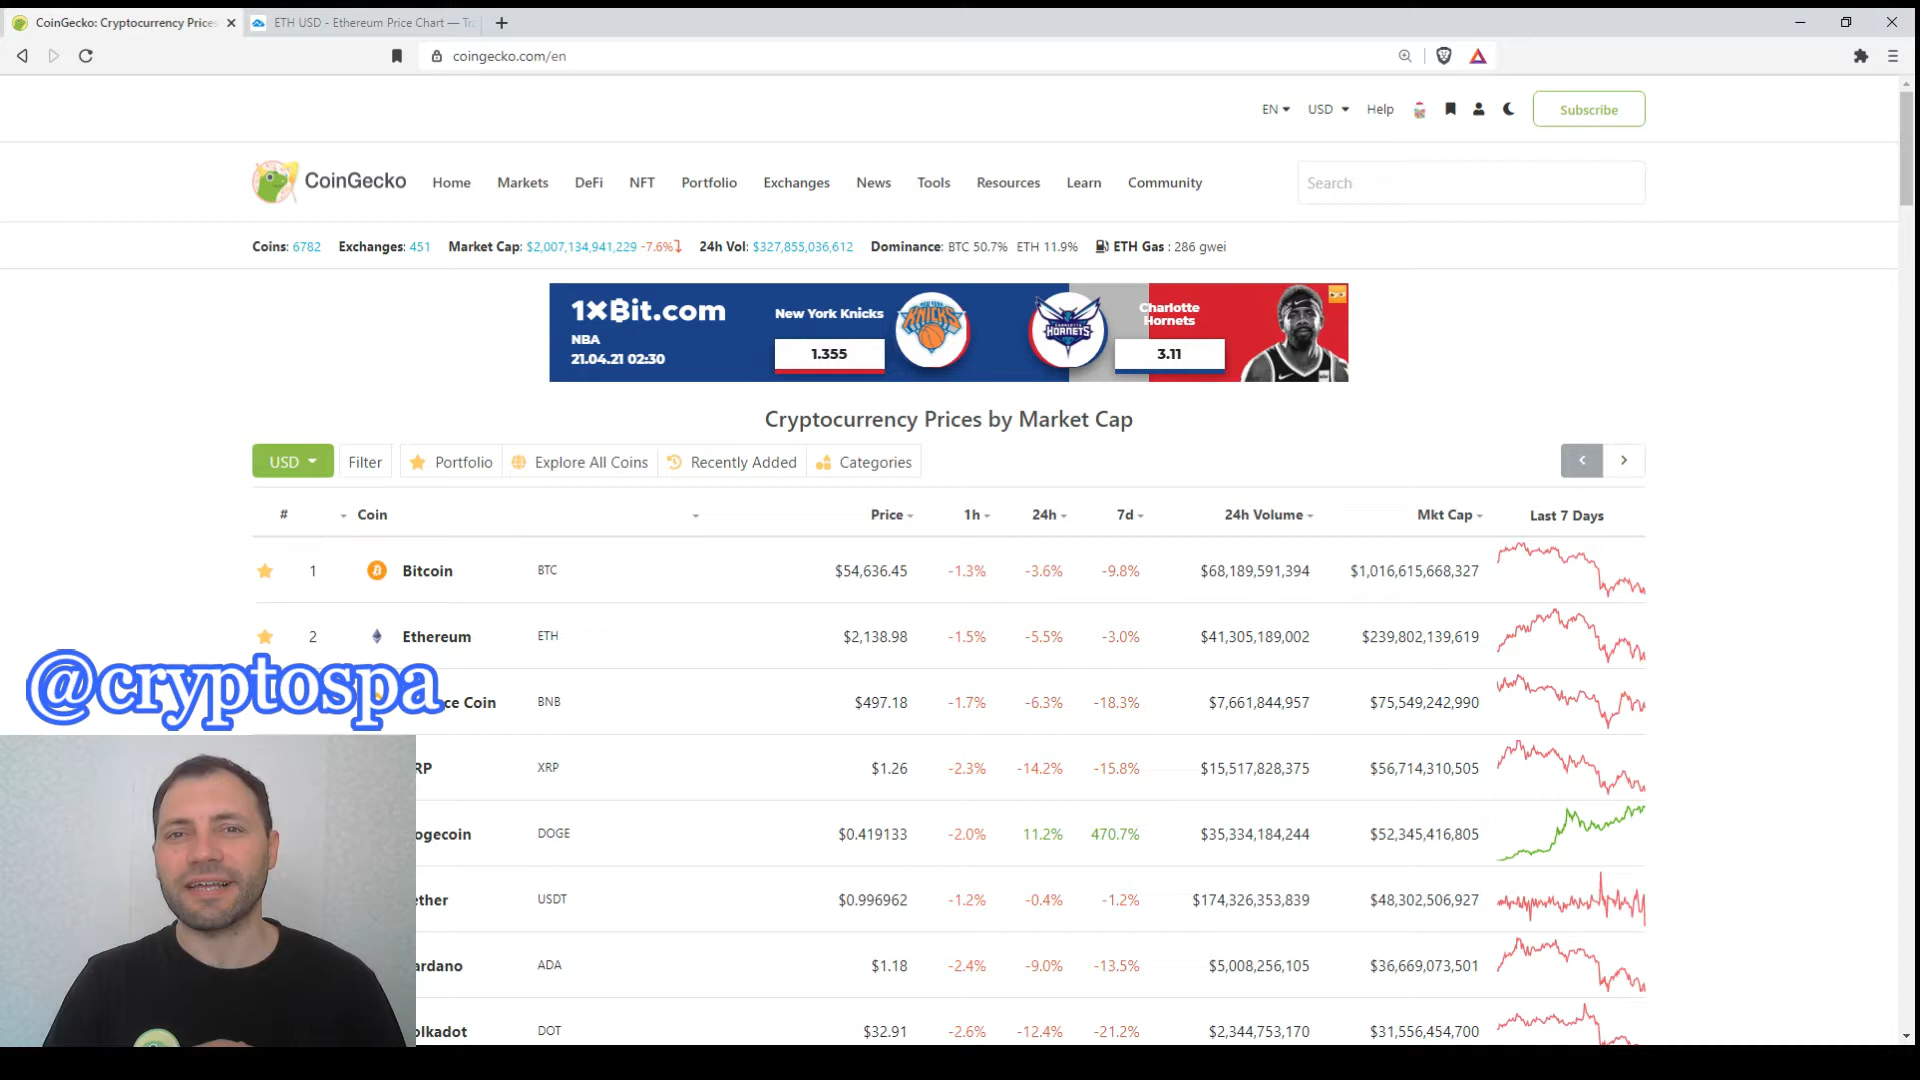 CoinGecko: Cryptocurrency Prices
ETH USD - Ethereum Price Chart —
coingecko.com/en
EN USD Help Subscribe
CoinGecko Home Markets DeFi NFT Portfolio Exchanges News Tools Resources Learn Community Search
Coins: 6782 Exchanges: 451 Market Cap: $2,007,134,941,229 -7.6% 24h Vol: $327,855,036,612 Dominance: BTC 50.7% ETH 11.9% ETH Gas : 286 gwei
1xBit.com
NBA
21.04.21 02:30
New York Knicks
1.355
NEW YORK KNICKS
HORNETS
Charlotte
Hornets
3.11
Cryptocurrency Prices by Market Cap
USD Filter Portfolio Explore All Coins Recently Added Categories
# Coin Price 1h 24h 7d 24h Volume Mkt Cap Last 7 Days
1 Bitcoin BTC $54,636.45 -1.3% -3.6% -9.8% $68,189,591,394 $1,016,615,668,327
2 Ethereum ETH $2,138.98 -1.5% -5.5% -3.0% $41,305,189,002 $239,802,139,619
@cryptospa
ce Coin BNB $497.18 -1.7% -6.3% -18.3% $7,661,844,957 $75,549,242,990
RP XRP $1.26 -2.3% -14.2% -15.8% $15,517,828,375 $56,714,310,505
ogecoin DOGE $0.419133 -2.0% 11.2% 470.7% $35,334,184,244 $52,345,416,805
ether USDT $0.996962 -1.2% -0.4% -1.2% $174,326,353,839 $48,302,506,927
ardano ADA $1.18 -2.4% -9.0% -13.5% $5,008,256,105 $36,669,073,501
olkadot DOT $32.91 -2.6% -12.4% -21.2% $2,344,753,170 $31,556,454,700